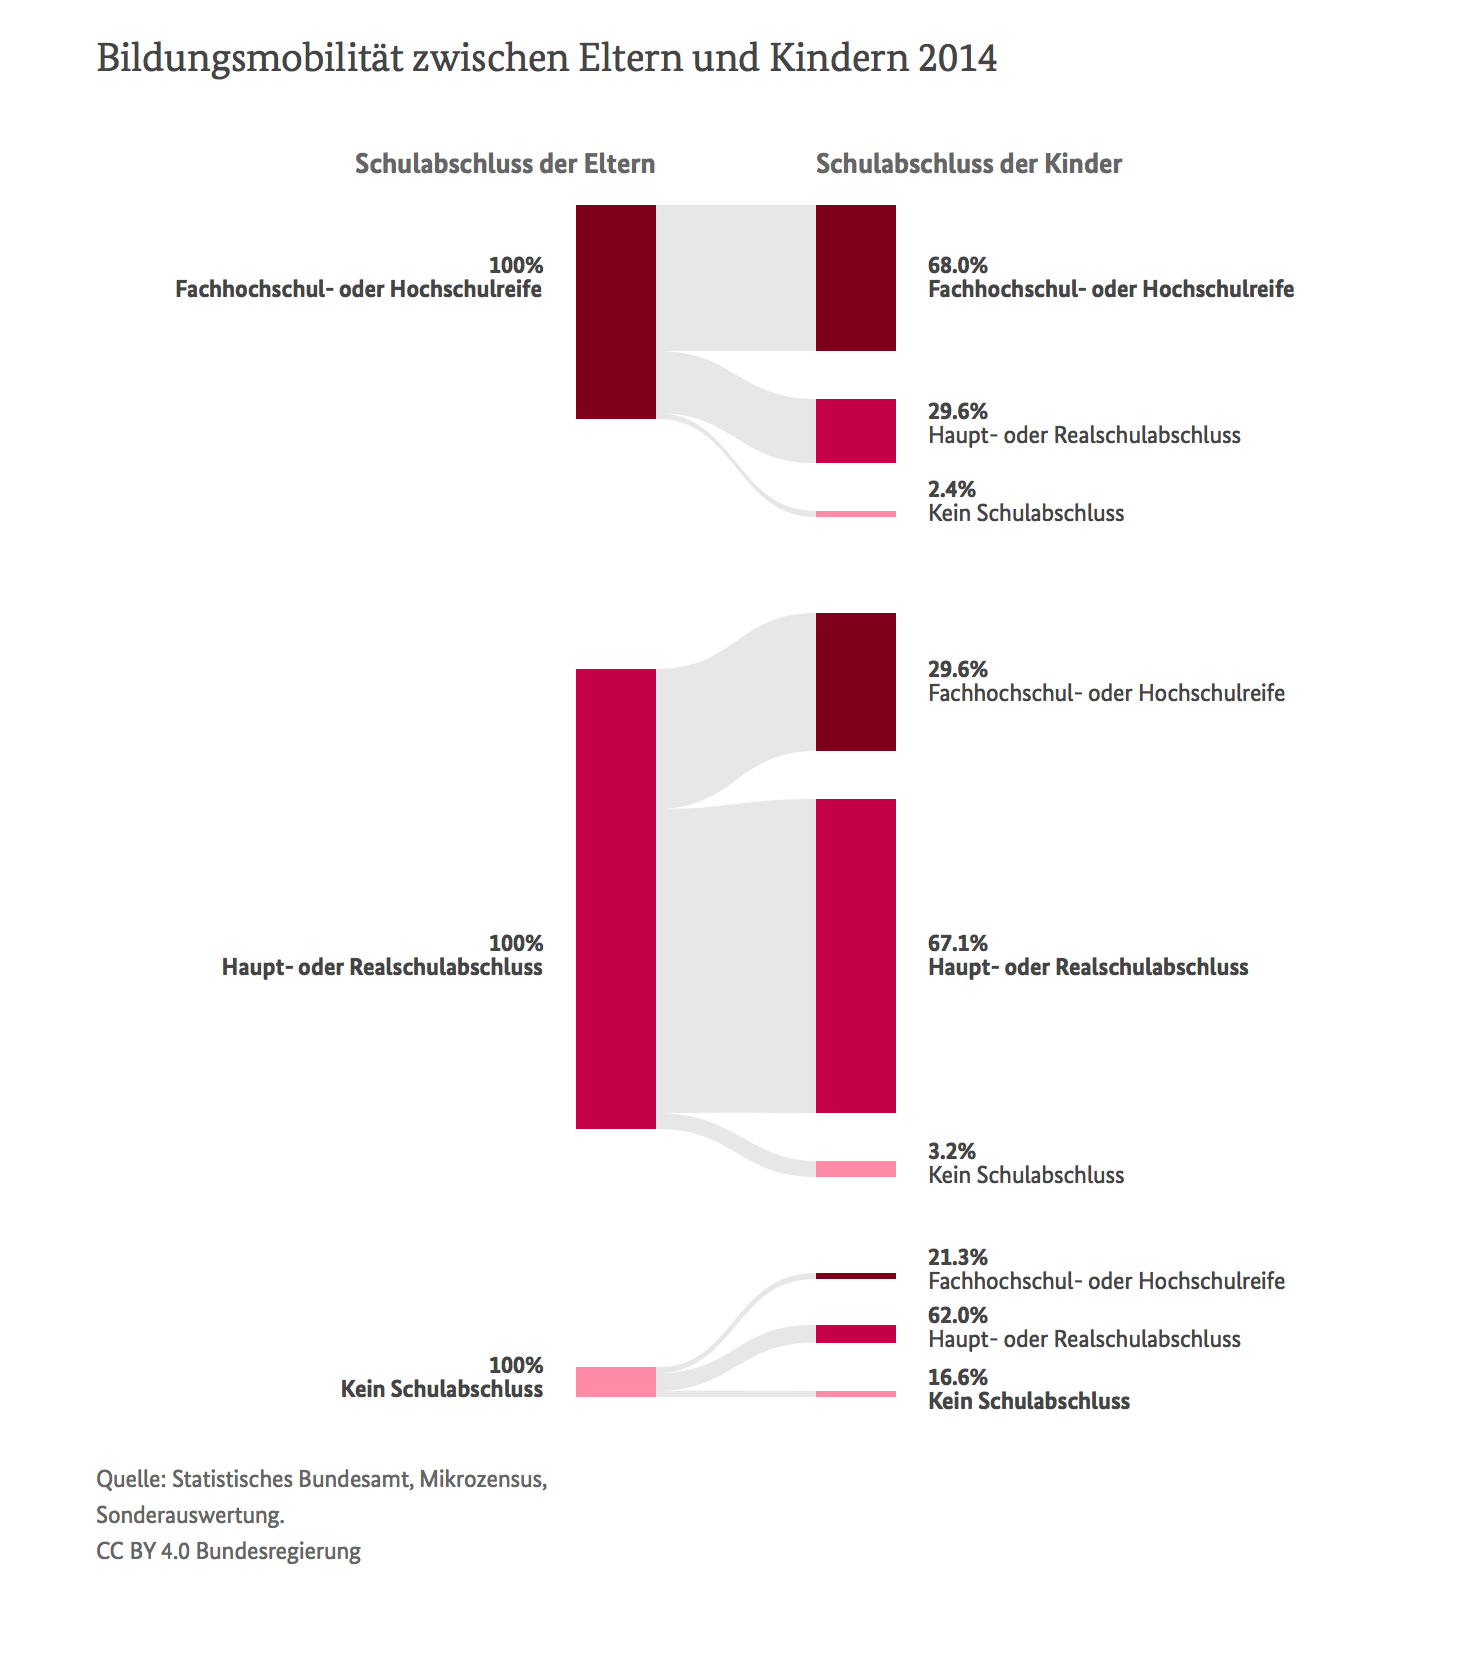 Bildungsmobilität zwischen Eltern und Kindern 2014
Schulabschluss der Eltern
Schulabschluss der Kinder
100%
Fachhochschul- oder Hochschulreife
68.0%
Fachhochschul- oder Hochschulreife
29.6%
Haupt- oder Realschulabschluss
2.4%
Kein Schulabschluss
29.6%
Fachhochschul- oder Hochschulreife
100%
Haupt- oder Realschulabschluss
67.1%
Haupt- oder Realschulabschluss
3.2%
Kein Schulabschluss
21.3%
Fachhochschul- oder Hochschulreife
62.0%
Haupt- oder Realschulabschluss
100%
Kein Schulabschluss
16.6%
Kein Schulabschluss
Quelle: Statistisches Bundesamt, Mikrozensus,
Sonderauswertung.
CC BY 4.0 Bundesregierung